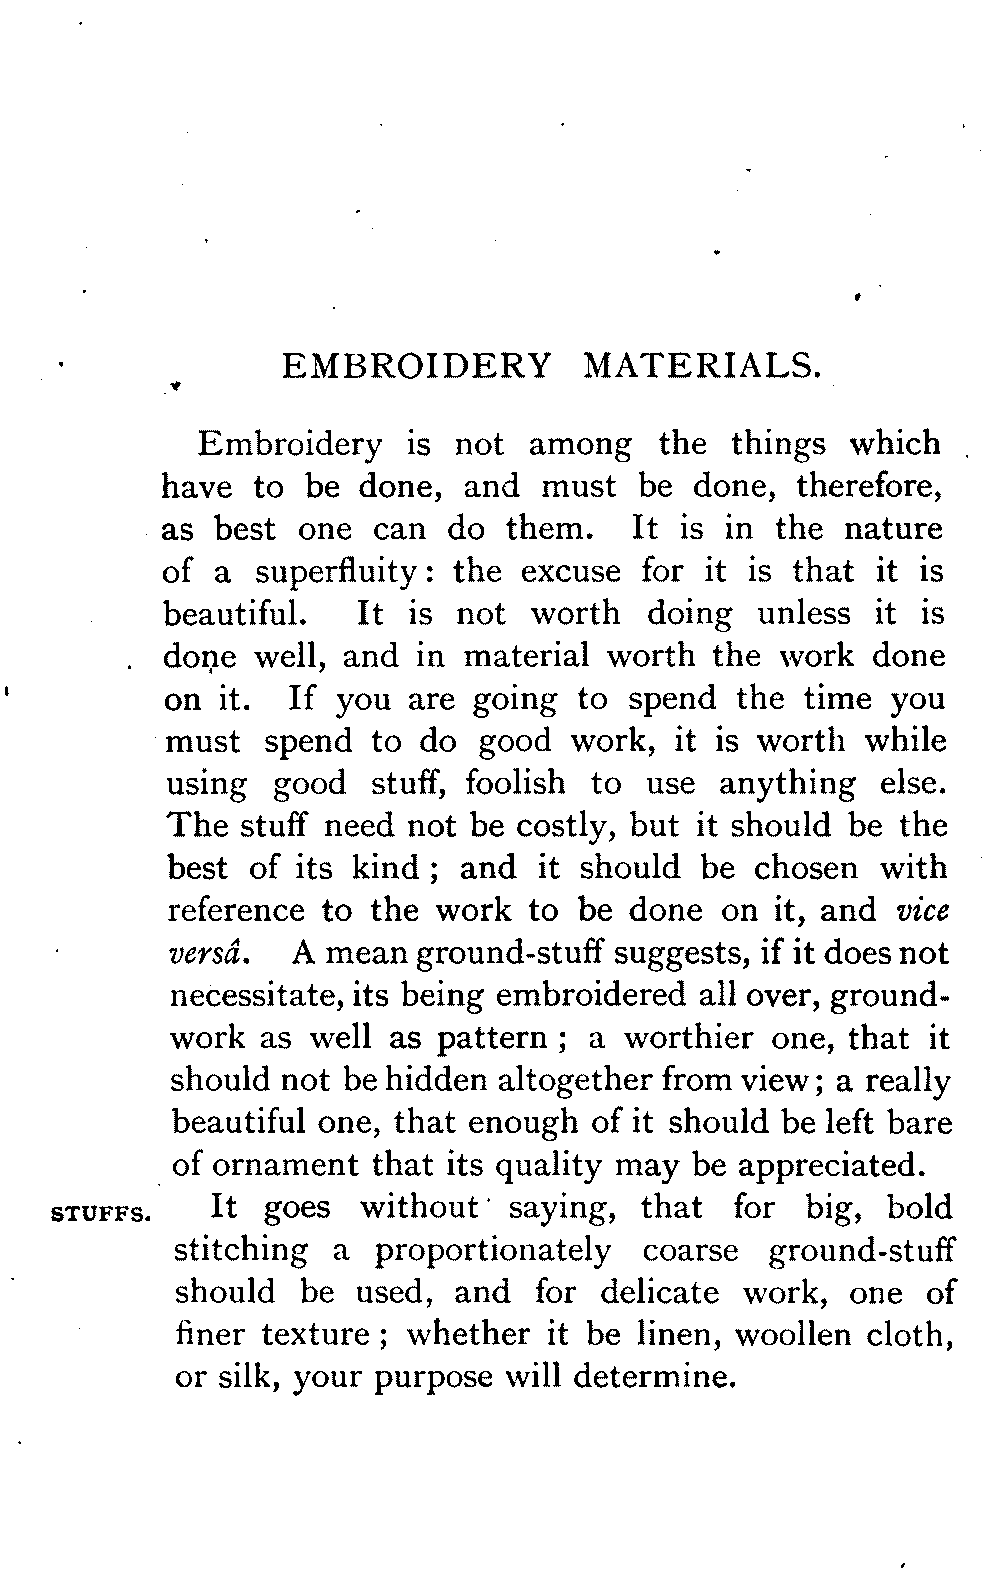 EMBROIDERY MATERIALS.
Embroidery is not among the things which
have to be done, and must be done, therefore,
as best one can do them. It is in the nature
of a superfluity: the excuse for it is that it is
beautiful. It is not worth doing unless it is
done well, and in material worth the work done
on it. If you are going to spend the time you
must spend to do good work, it is worth while
using good stuff, foolish to use anything else.
The stuff need not be costly, but it should be the
best of its kind; and it should be chosen with
reference to the work to be done on it, and vice
versâ. A mean ground-stuff suggests, if it does not
necessitate, its being embroidered all over, ground-
work as well as pattern; a worthier one, that it
should not be hidden altogether from view; a really
beautiful one, that enough of it should be left bare
of ornament that its quality may be appreciated.
STUFFS. It goes without saying, that for big, bold
stitching a proportionately coarse ground-stuff
should be used, and for delicate work, one of
finer texture; whether it be linen, woollen cloth,
or silk, your purpose will determine.